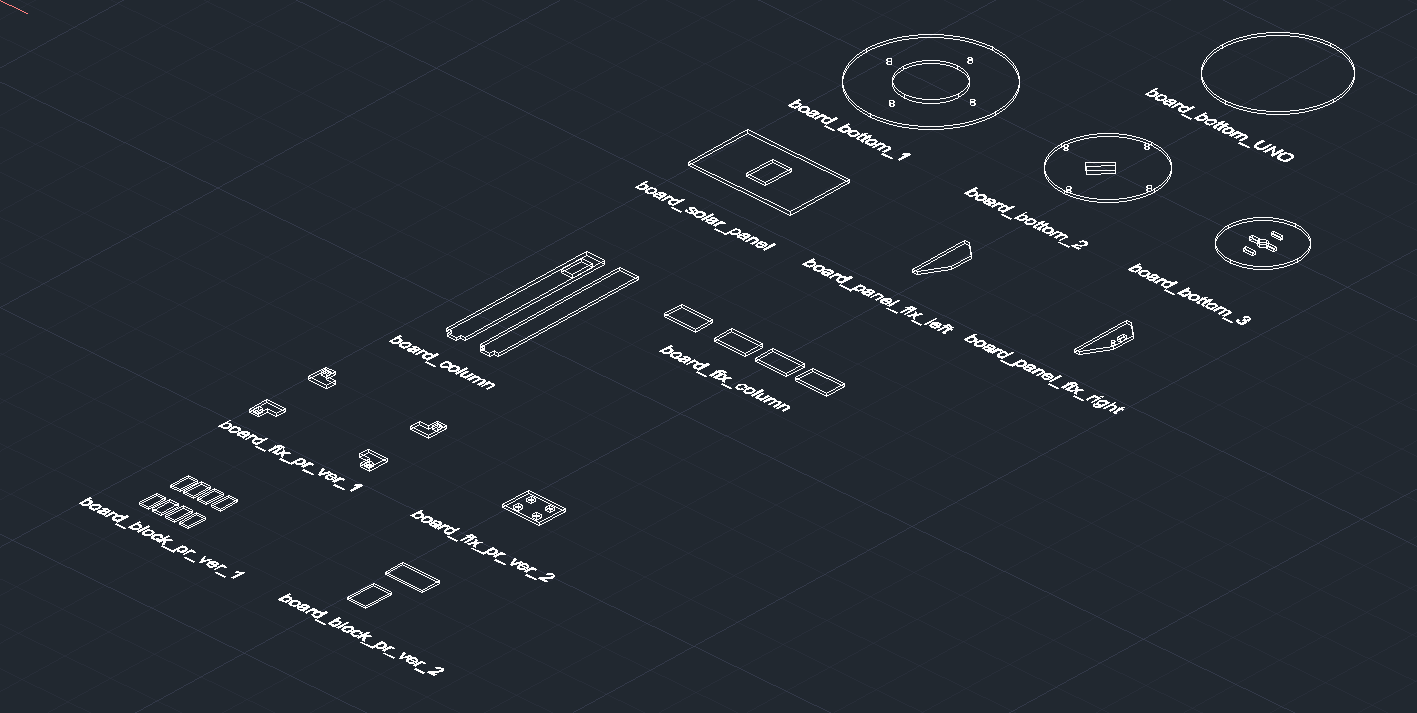 board_bottom_1
board_bottom_UNO
board_solar_panel
board_bottom_2
board_panel_fix_left
board_bottom_3
board_column
board_fix_column
board_panel_fix_right
board_fix_pr_ver_1
board_block_pr_ver_1
board_fix_pr_ver_2
board_block_pr_ver_2